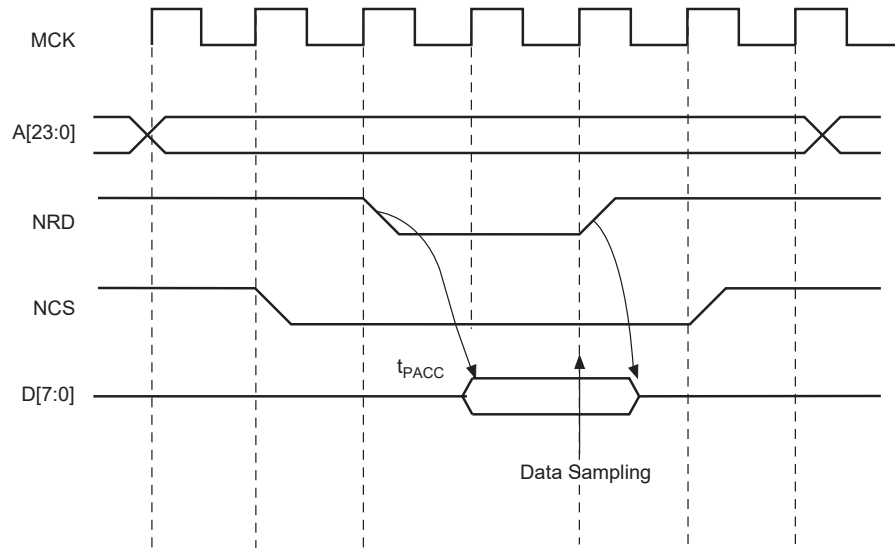 MCK
A[23:0]
NRD
NCS
tPACC
D[7:0]
Data Sampling